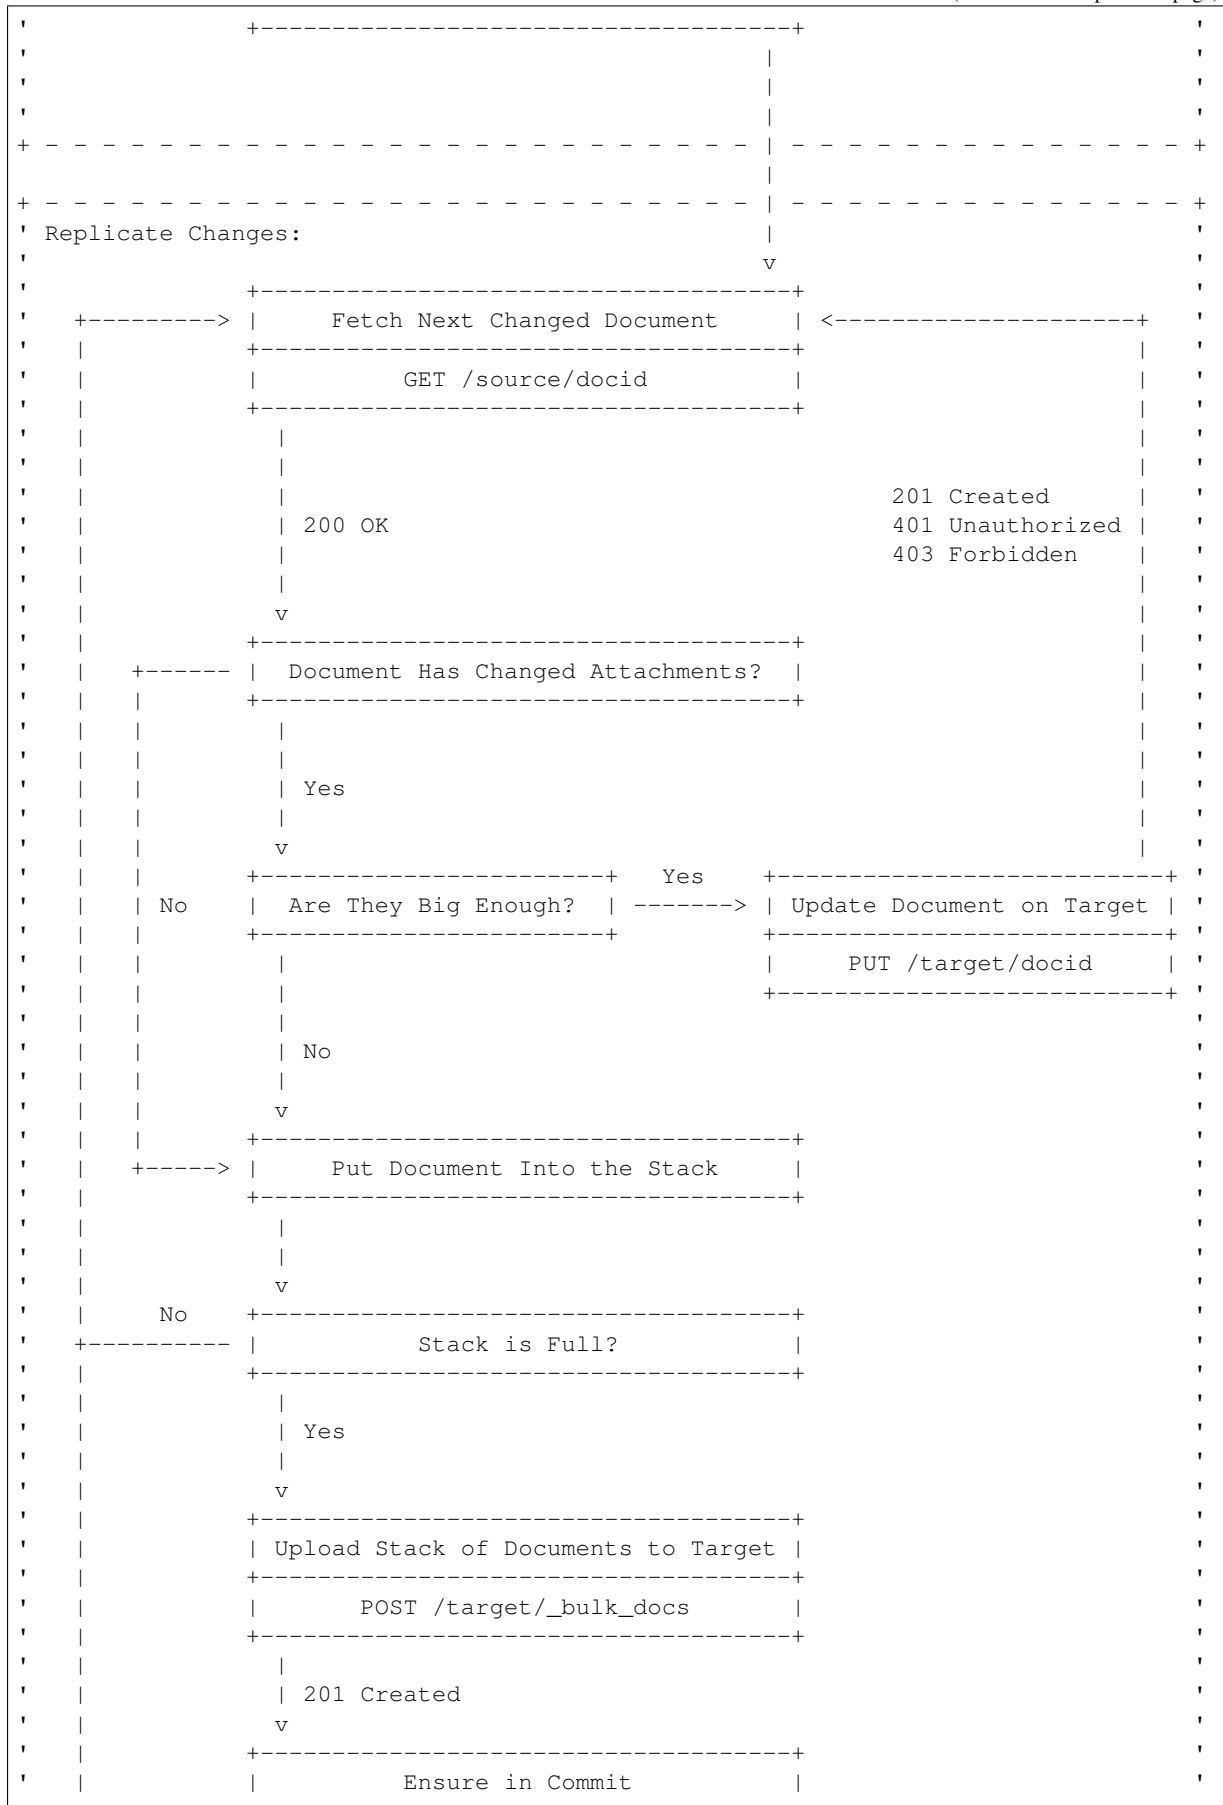 '               +-------------------------------------+                            '
'                                                   |                             '
'                                                   |                             '
'                                                   |                             '
+ - - - - - - - - - - - - - - - - - - - - - - - - - | - - - - - - - - - - - - - - +
                                                    |
+ - - - - - - - - - - - - - - - - - - - - - - - - - | - - - - - - - - - - - - - - +
' Replicate Changes:                                |                             '
'                                                   v                             '
'               +-------------------------------------+                           '
'   +---------> |     Fetch Next Changed Document     | <---------------------+   '
'   |           +-------------------------------------+                       |   '
'   |           |          GET /source/docid          |                       |   '
'   |           +-------------------------------------+                       |   '
'   |             |                                                           |   '
'   |             |                                                           |   '
'   |             |                                         201 Created       |   '
'   |             | 200 OK                                  401 Unauthorized  |   '
'   |             |                                         403 Forbidden     |   '
'   |             |                                                           |   '
'   |             v                                                           |   '
'   |           +-------------------------------------+                       |   '
'   |   +------ |  Document Has Changed Attachments?  |                       |   '
'   |   |       +-------------------------------------+                       |   '
'   |   |         |                                                           |   '
'   |   |         |                                                           |   '
'   |   |         | Yes                                                       |   '
'   |   |         |                                                           |   '
'   |   |         v                                                           |   '
'   |   |       +------------------------+   Yes    +---------------------------+ '
'   |   | No    |  Are They Big Enough?  | -------> | Update Document on Target | '
'   |   |       +------------------------+          +---------------------------+ '
'   |   |         |                                 |     PUT /target/docid     | '
'   |   |         |                                 +---------------------------+ '
'   |   |         |                                                               '
'   |   |         | No                                                            '
'   |   |         |                                                               '
'   |   |         v                                                               '
'   |   |       +-------------------------------------+                           '
'   |   +-----> |     Put Document Into the Stack     |                           '
'   |           +-------------------------------------+                           '
'   |             |                                                               '
'   |             |                                                               '
'   |             v                                                               '
'   |     No    +-------------------------------------+                           '
'   +---------- |           Stack is Full?            |                           '
'   |           +-------------------------------------+                           '
'   |             |                                                               '
'   |             | Yes                                                           '
'   |             |                                                               '
'   |             v                                                               '
'   |           +-------------------------------------+                           '
'   |           | Upload Stack of Documents to Target |                           '
'   |           +-------------------------------------+                           '
'   |           |       POST /target/_bulk_docs       |                           '
'   |           +-------------------------------------+                           '
'   |             |                                                               '
'   |             | 201 Created                                                   '
'   |             v                                                               '
'   |           +-------------------------------------+                           '
'   |           |          Ensure in Commit           |                           '